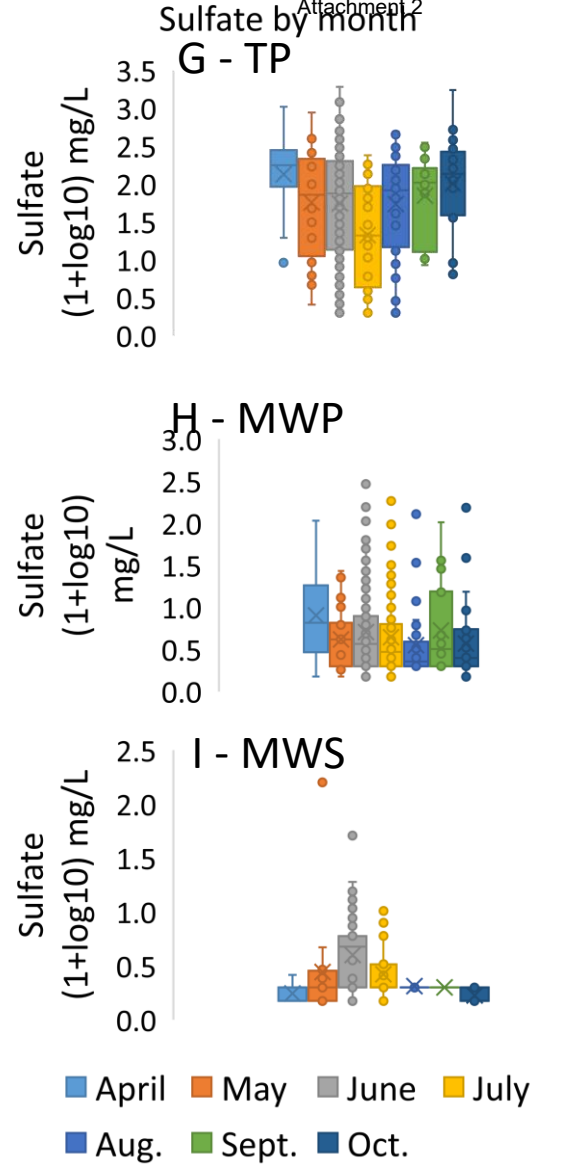 Attachment 2
Sulfate by month
G - TP
3.5
3.0
2.5
2.0
1.5
1.0
0.5
0.0
Sulfate
(1+log10) mg/L
H - MWP
3.0
2.5
2.0
1.5
1.0
0.5
0.0
Sulfate
(1+log10)
mg/L
I - MWS
2.5
2.0
1.5
1.0
0.5
0.0
Sulfate
(1+log10) mg/L
April May June July
Aug. Sept. Oct.